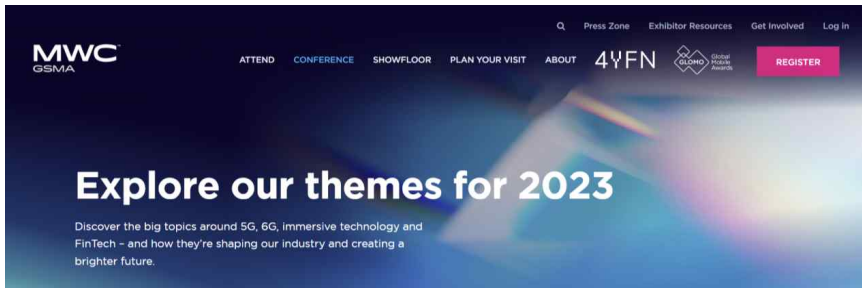 Press Zone Exhibitor Resources Get Involved Log in
MWC
GSMA
ATTEND CONFERENCE SHOWFLOOR PLAN YOUR VISIT ABOUT 4YFN GLOMO Global Mobile Awards REGISTER
Explore our themes for 2023
Discover the big topics around 5G, 6G, immersive technology and
FinTech – and how they're shaping our industry and creating a
brighter future.